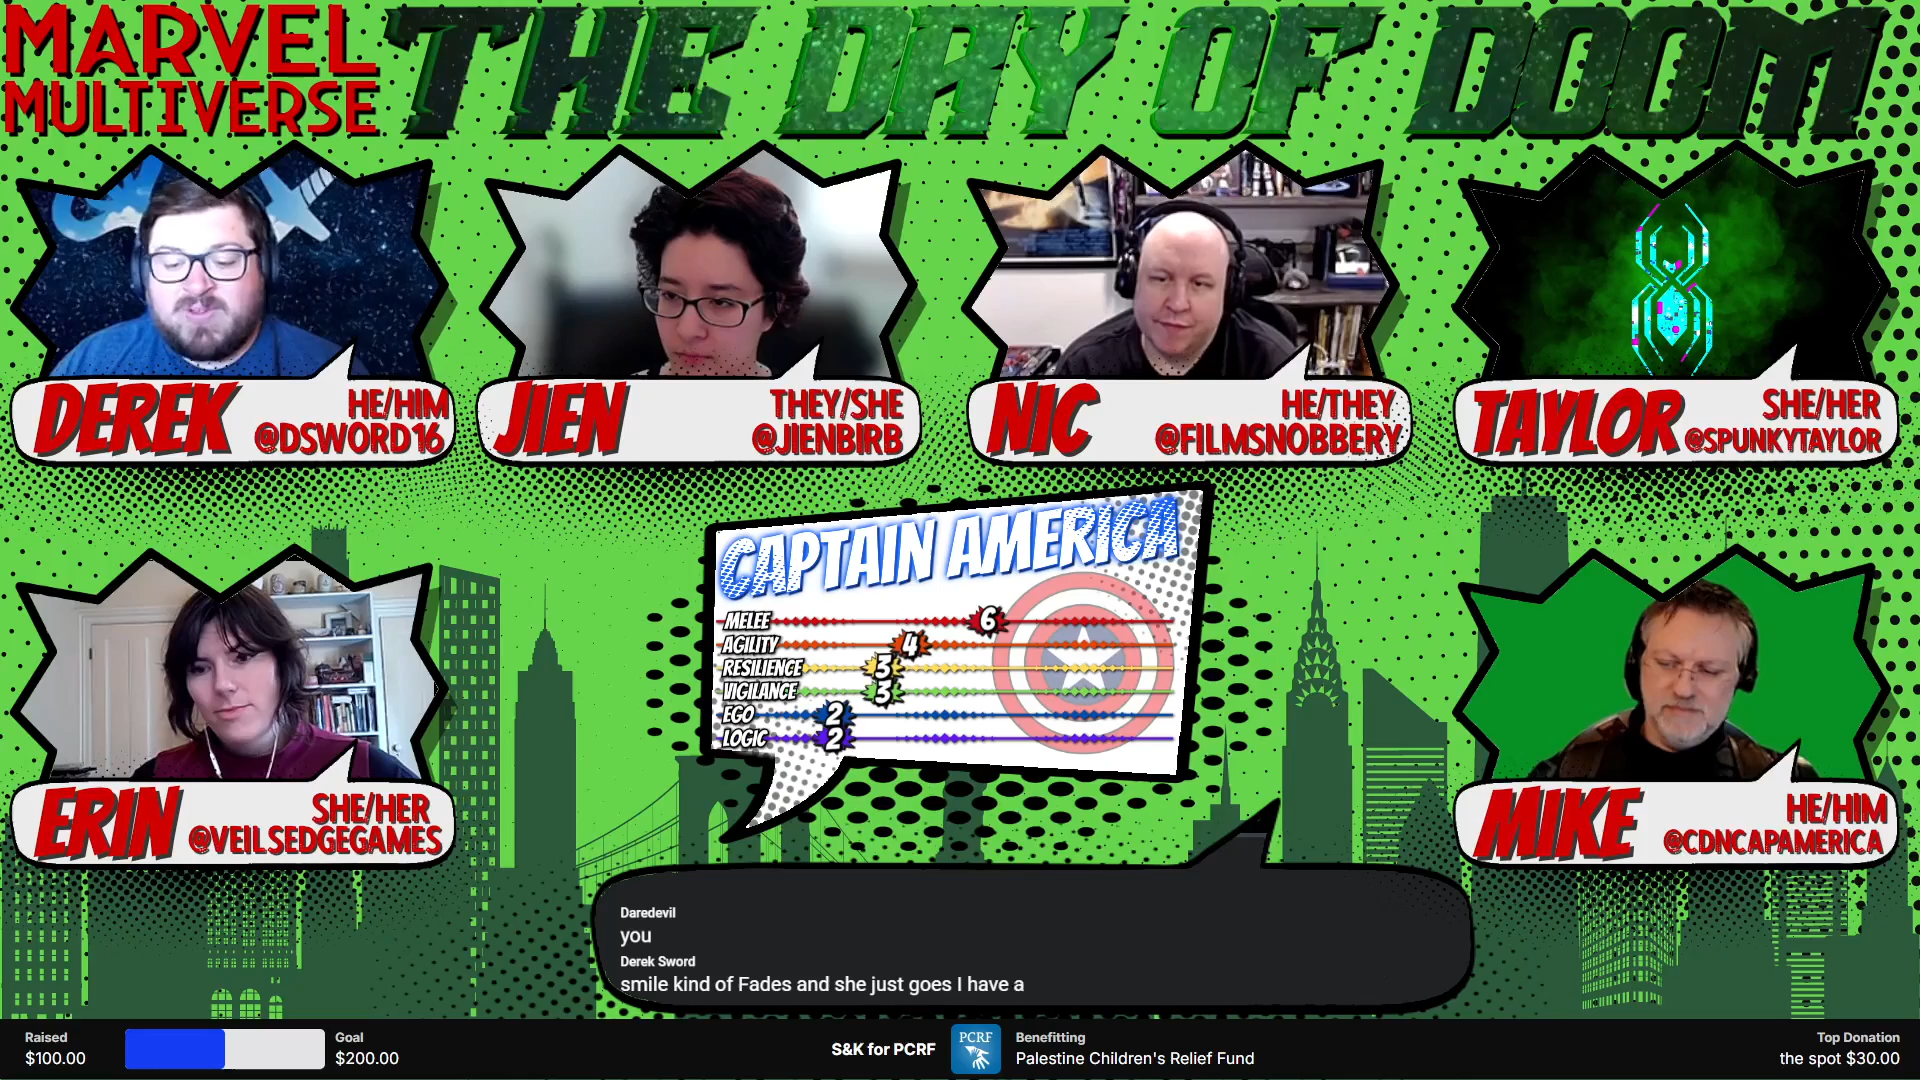 MARVEL
MULTIVERSE
THE DAY OF DOOM
DEREK
HE/HIM
@DSWORD16
JIEN
THEY/SHE
@JIENBIRB
NIC
HE/THEY
@FILMSNOBBERY
TAYLOR
SHE/HER
@SPUNKYTAYLOR
CAPTAIN AMERICA
MELEE 6
AGILITY 4
RESILIENCE 3
VIGILANCE 3
EGO 2
LOGIC 2
ERIN
SHE/HER
@VEILSEDGEGAMES
MIKE
HE/HIM
@CDNCAPAMERICA
Daredevil
you
Derek Sword
smile kind of Fades and she just goes I have a
Raised
$100.00
Goal
$200.00
S&K for PCRF
PCRF
Benefitting
Palestine Children's Relief Fund
Top Donation
the spot $30.00